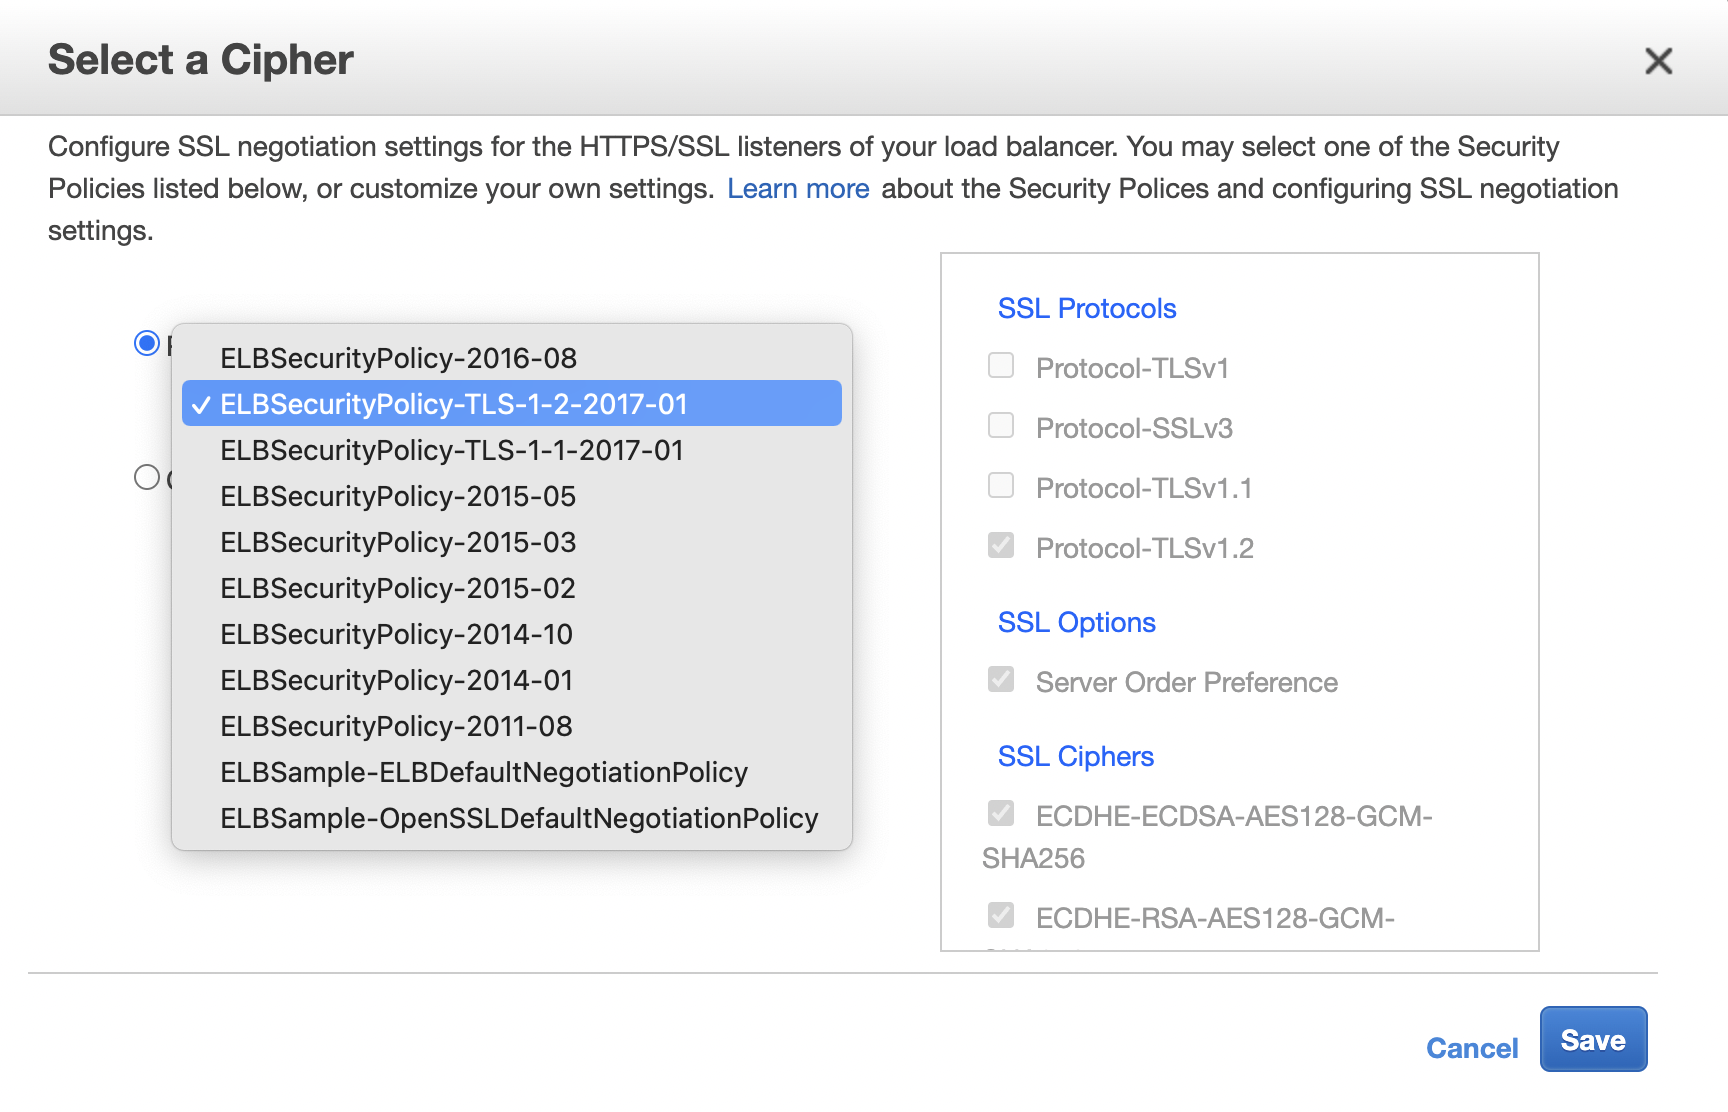 Select a Cipher
Configure SSL negotiation settings for the HTTPS/SSL listeners of your load balancer. You may select one of the Security
Policies listed below, or customize your own settings. Learn more about the Security Polices and configuring SSL negotiation
settings.
ELBSecurityPolicy-2016-08
✓ ELBSecurityPolicy-TLS-1-2-2017-01
ELBSecurityPolicy-TLS-1-1-2017-01
ELBSecurityPolicy-2015-05
ELBSecurityPolicy-2015-03
ELBSecurityPolicy-2015-02
ELBSecurityPolicy-2014-10
ELBSecurityPolicy-2014-01
ELBSecurityPolicy-2011-08
ELBSample-ELBDefaultNegotiationPolicy
ELBSample-OpenSSLDefaultNegotiationPolicy
SSL Protocols
Protocol-TLSv1
Protocol-SSLv3
Protocol-TLSv1.1
Protocol-TLSv1.2
SSL Options
Server Order Preference
SSL Ciphers
ECDHE-ECDSA-AES128-GCM-
SHA256
ECDHE-RSA-AES128-GCM-
Cancel
Save